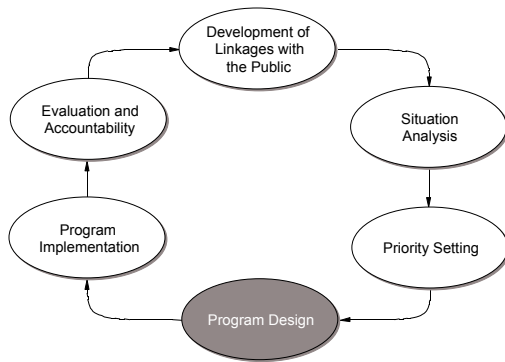 Development of
Linkages with
the Public
Evaluation and
Accountability
Situation
Analysis
Program
Implementation
Priority Setting
Program Design